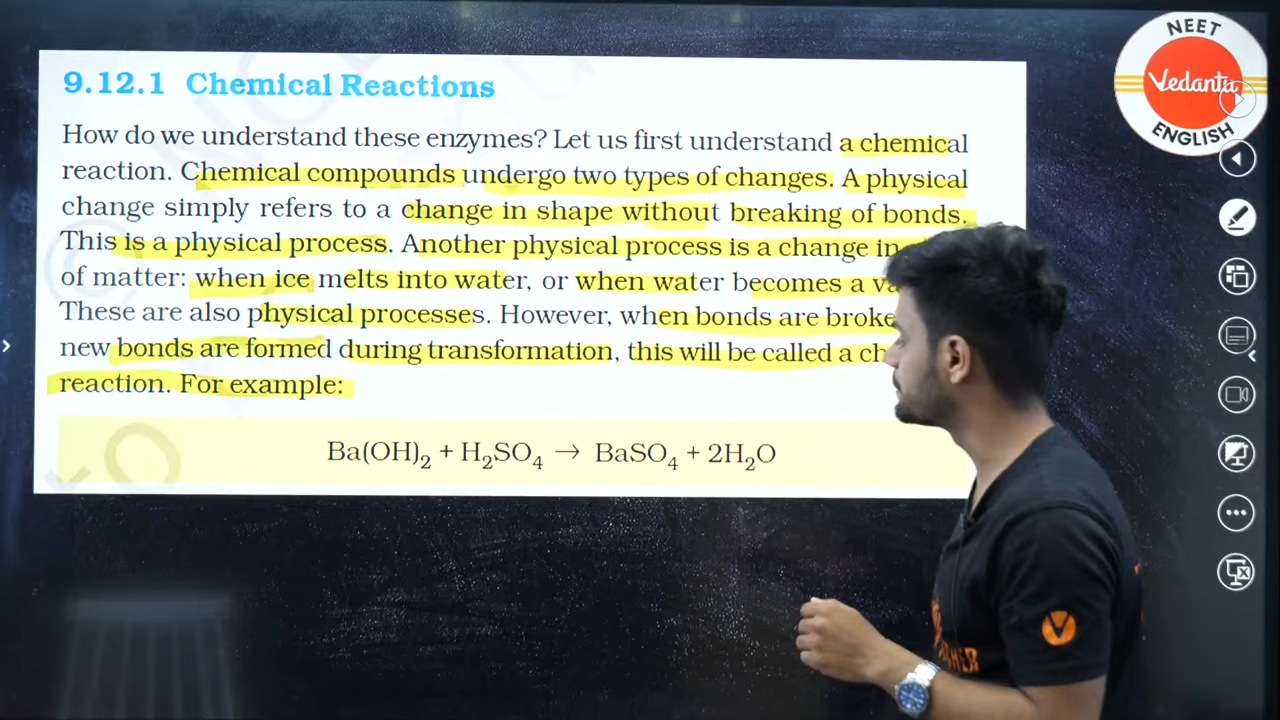 NEET
Vedantu
ENGLISH
9.12.1 Chemical Reactions
How do we understand these enzymes? Let us first understand a chemical
reaction. Chemical compounds undergo two types of changes. A physical
change simply refers to a change in shape without breaking of bonds.
This is a physical process. Another physical process is a change in
of matter: when ice melts into water, or when water becomes a
These are also physical processes. However, when bonds are
new bonds are formed during transformation, this will be called a
reaction. For example:
Ba(OH)₂ + H₂SO₄ → BaSO₄ + 2H₂O